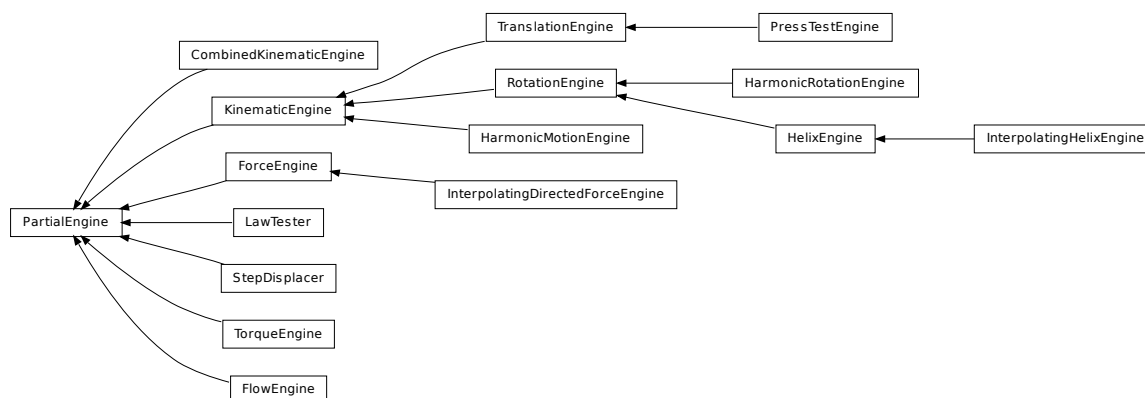 TranslationEngine
PressTestEngine
CombinedKinematicEngine
RotationEngine
HarmonicRotationEngine
KinematicEngine
HarmonicMotionEngine
HelixEngine
InterpolatingHelixEngine
ForceEngine
InterpolatingDirectedForceEngine
PartialEngine
LawTester
StepDisplacer
TorqueEngine
FlowEngine